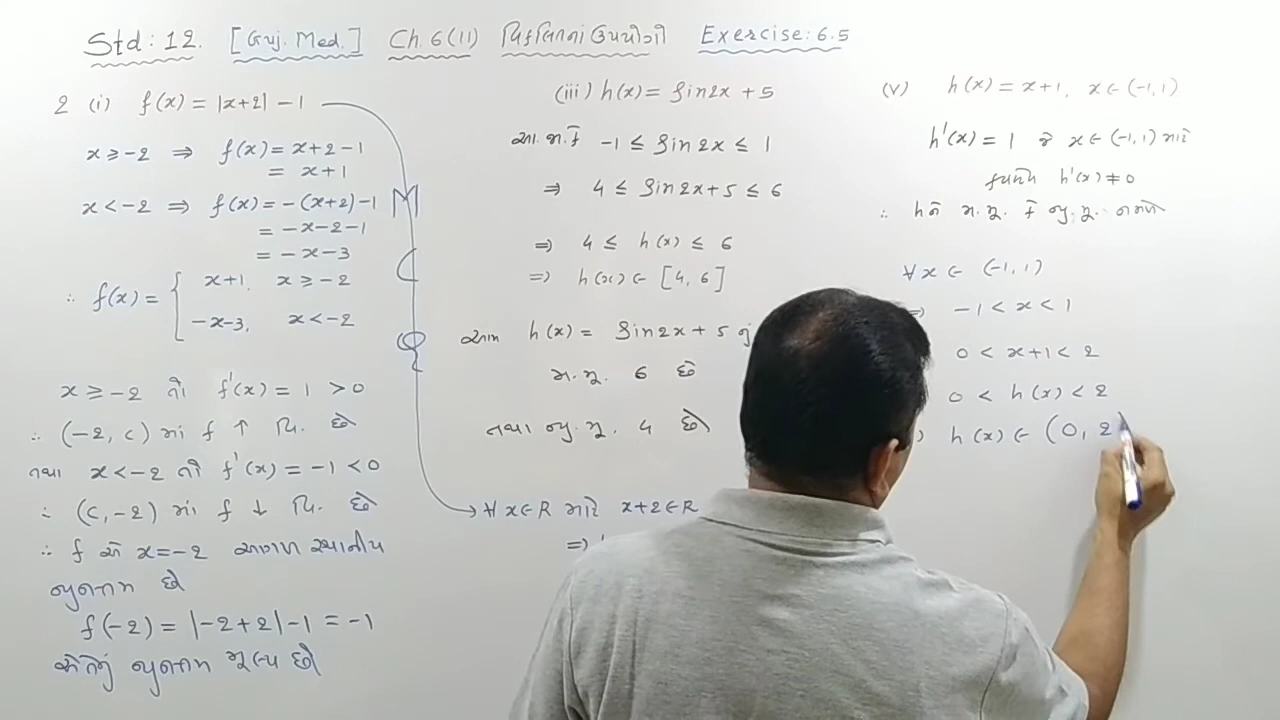 Std: 12. [Guj. Med.] Ch. 6 (11) વિકલિતનાં ઉપયોગો Exercise: 6.5
2 (i) f(x) = |x+2| - 1
x ≥ -2 ⇒ f(x) = x+2-1
= x+1
x < -2 ⇒ f(x) = -(x+2)-1
= -x-2-1
= -x-3
∴ f(x) = { x+1, x ≥ -2
-x-3, x < -2
x ≥ -2 તો f'(x) = 1 > 0
∴ (-2, c) માં f ↑ વિ. છે
તથા x < -2 તો f'(x) = -1 < 0
∴ (c, -2) માં f ↓ વિ. છે
∴ f એ x = -2 આગળ સ્થાનીય
ન્યુનતમ છે
f(-2) = |-2+2| -1 = -1
એ તેનું ન્યુનતમ મૂલ્ય છે
M
(iii) h(x) = sin2x + 5
આ.જા.કે -1 ≤ sin2x ≤ 1
⇒ 4 ≤ sin2x+5 ≤ 6
⇒ 4 ≤ h(x) ≤ 6
⇒ h(x) ∈ [4, 6]
આમ h(x) = sin2x + 5 નું
મ. મૂ. 6 છે
તથા ન્યુ. મૂ. 4 છે
→ ∀ x∈R માટે x+2∈R
⇒
(v) h(x) = x+1, x ∈ (-1, 1)
h'(x) = 1 જે x ∈ (-1, 1) માટે
h'(x) ≠ 0
∴ hને મ. મૂ. કે ન્યુ. મૂ.
∀ x ∈ (-1, 1)
⇒ -1 < x < 1
0 < x+1 < 2
0 < h(x) < 2
h(x) ∈ (0, 2